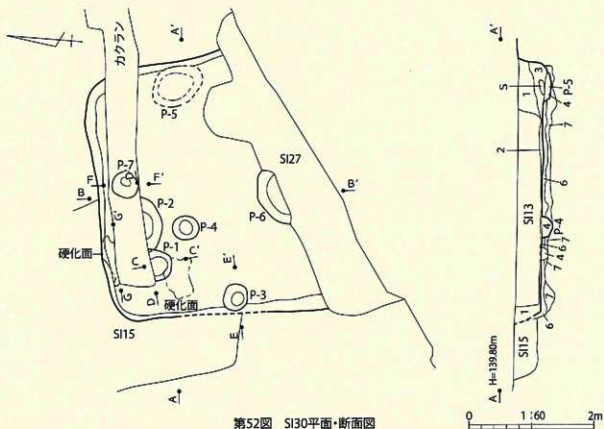 A'
カクラン
P-5
SI27
P-7
D'
F
F'
B
B'
P-2
G'
P-6
P-4
硬化面
P-1
C
C'
E'
G
D
硬化面
P-3
SI15
E
A
第52図 SI30平面・断面図
A'
S
3
1
P-5
4
7
2
6
SI13
4
P-4
7
6
4
7
1
7
6
SI15
A
H=139.80m
0
1:60
2m